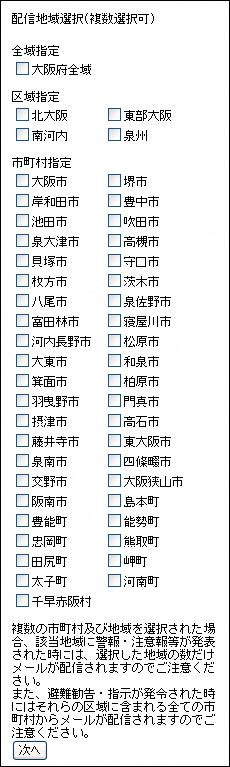 配信地域選択(複数選択可)
全域指定
大阪府全域
区域指定
北大阪 東部大阪
南河内 泉州
市町村指定
大阪市 堺市
岸和田市 豊中市
池田市 吹田市
泉大津市 高槻市
貝塚市 守口市
枚方市 茨木市
八尾市 泉佐野市
富田林市 寝屋川市
河内長野市 松原市
大東市 和泉市
箕面市 柏原市
羽曳野市 門真市
摂津市 高石市
藤井寺市 東大阪市
泉南市 四條畷市
交野市 大阪狭山市
阪南市 島本町
豊能町 能勢町
忠岡町 熊取町
田尻町 岬町
太子町 河南町
千早赤阪村
複数の市町村及び地域を選択された場
合、該当地域に警報・注意報等が発表
された時には、選択した地域の数だけ
メールが配信されますのでご注意くだ
さい。
また、避難勧告・指示が発令された時
にはそれらの区域に含まれる全ての市
町村からメールが配信されますのでご
注意ください。
次へ